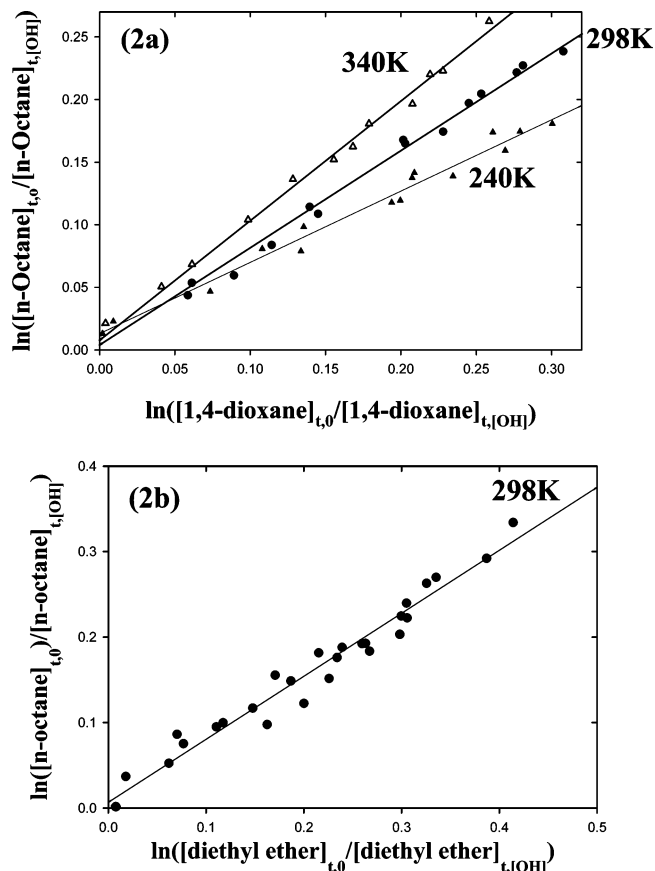 (2a)
340K
298K
240K
ln([n-Octane]t,o/[n-Octane]t,[OH]
0.25
0.20
0.15
0.10
0.05
0.00
0.00 0.05 0.10 0.15 0.20 0.25 0.30
ln([1,4-dioxane]t,0/[1,4-dioxane]t,[OH])
(2b)
298K
ln([n-octane]t,0)/[n-octane]t,[OH]
0.4
0.3
0.2
0.1
0.0
0.0 0.1 0.2 0.3 0.4 0.5
ln([diethyl ether]t,0/[diethyl ether]t,[OH])